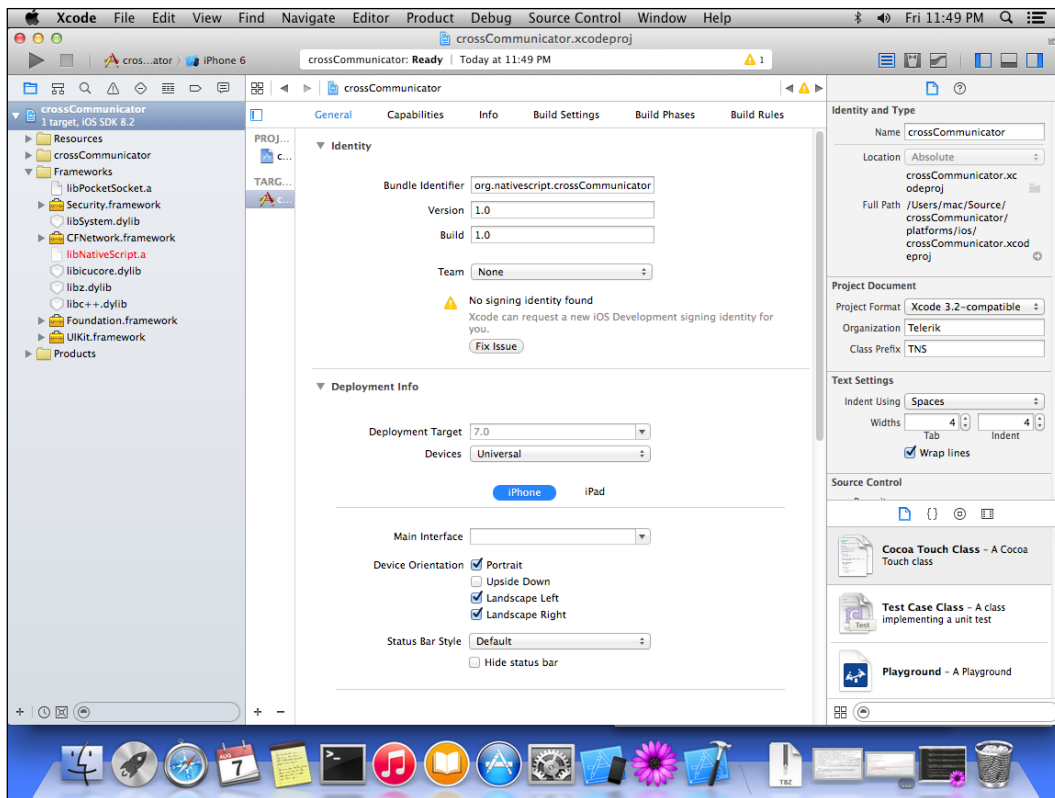 Xcode File Edit View Find Navigate Editor Product Debug Source Control Window Help Fri 11:49 PM
crossCommunicator.xcodeproj
cros...ator iPhone 6
crossCommunicator: Ready | Today at 11:49 PM
1
crossCommunicator
1 target, iOS SDK 8.2
Resources
crossCommunicator
Frameworks
libPocketSocket.a
Security.framework
libSystem.dylib
CFNetwork.framework
libNativeScript.a
libicucore.dylib
libz.dylib
libc++.dylib
Foundation.framework
UIKit.framework
Products
crossCommunicator
General Capabilities Info Build Settings Build Phases Build Rules
PROJ...
c...
TARG...
c...
Identity
Bundle Identifier org.nativescript.crossCommunicator
Version 1.0
Build 1.0
Team None
No signing identity found
Xcode can request a new iOS Development signing identity for
you.
Fix Issue
Deployment Info
Deployment Target 7.0
Devices Universal
iPhone iPad
Main Interface
Device Orientation Portrait
Upside Down
Landscape Left
Landscape Right
Status Bar Style Default
Hide status bar
Identity and Type
Name crossCommunicator
Location Absolute
crossCommunicator.xc
odeproj
Full Path /Users/mac/Source/
crossCommunicator/
platforms/ios/
crossCommunicator.xcod
eproj
Project Document
Project Format Xcode 3.2-compatible
Organization Telerik
Class Prefix TNS
Text Settings
Indent Using Spaces
Widths 4 4
Tab Indent
Wrap lines
Source Control
{ }
Cocoa Touch Class – A Cocoa
Touch class
Test
Test Case Class – A class
implementing a unit test
Playground – A Playground
AUG
7
TBZ